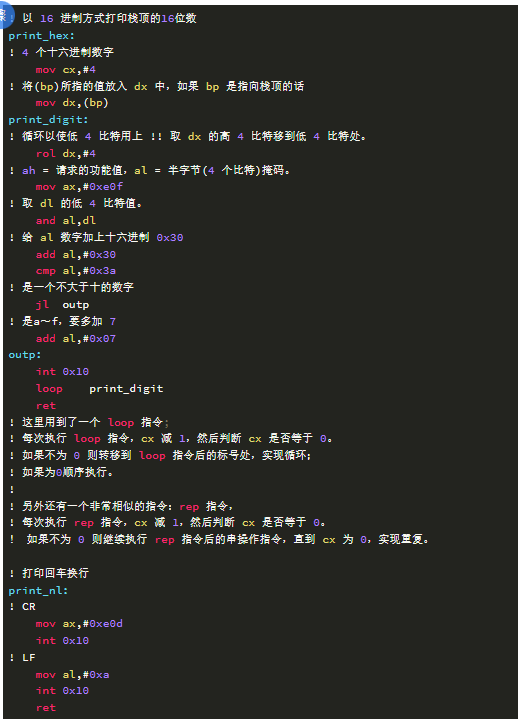 ! 以 16 进制方式打印栈顶的16位数
print_hex:
! 4 个十六进制数字
mov cx,#4
! 将(bp)所指的值放入 dx 中，如果 bp 是指向栈顶的话
mov dx,(bp)
print_digit:
! 循环以使低 4 比特用上 !! 取 dx 的高 4 比特移到低 4 比特处。
rol dx,#4
! ah = 请求的功能值，al = 半字节(4 个比特)掩码。
mov ax,#0xe0f
! 取 dl 的低 4 比特值。
and al,dl
! 给 al 数字加上十六进制 0x30
add al,#0x30
cmp al,#0x3a
! 是一个不大于十的数字
jl outp
! 是a～f，要多加 7
add al,#0x07
outp:
int 0x10
loop print_digit
ret
! 这里用到了一个 loop 指令;
! 每次执行 loop 指令，cx 减 1，然后判断 cx 是否等于 0。
! 如果不为 0 则转移到 loop 指令后的标号处，实现循环；
! 如果为0顺序执行。
!
! 另外还有一个非常相似的指令：rep 指令，
! 每次执行 rep 指令，cx 减 1，然后判断 cx 是否等于 0。
! 如果不为 0 则继续执行 rep 指令后的串操作指令，直到 cx 为 0，实现重复。
! 打印回车换行
print_nl:
! CR
mov ax,#0xe0d
int 0x10
! LF
mov al,#0xa
int 0x10
ret